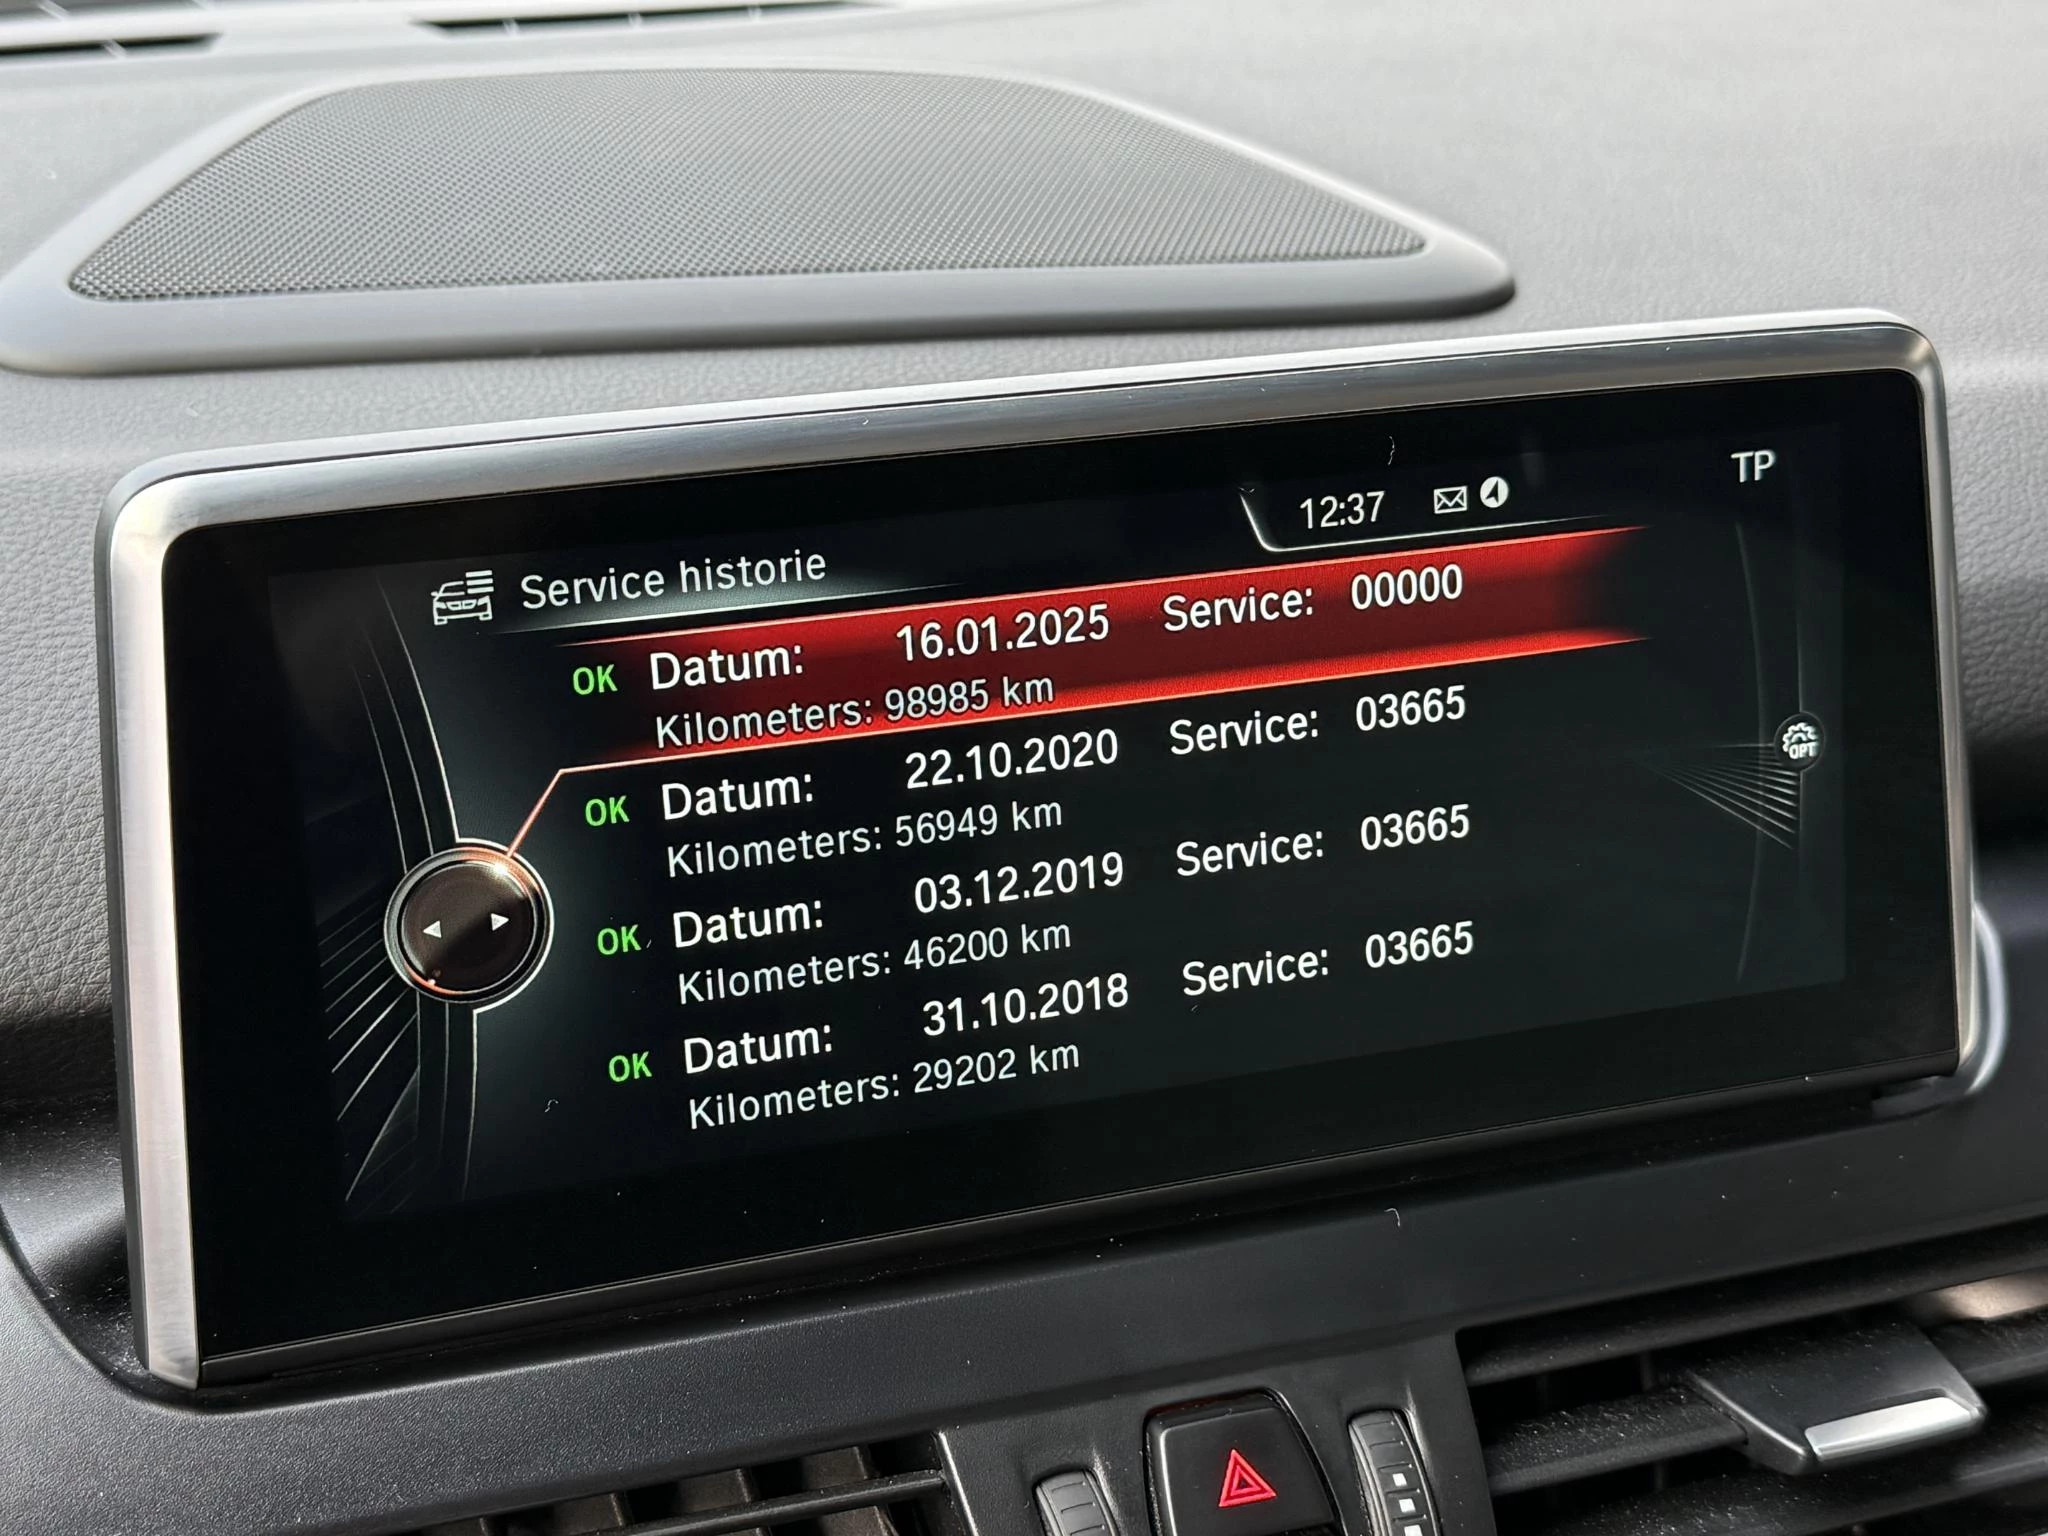 12:37
TP
Service historie
OK Datum: 16.01.2025 Service: 00000
Kilometers: 98985 km
OK Datum: 22.10.2020 Service: 03665
Kilometers: 56949 km
OK Datum: 03.12.2019 Service: 03665
Kilometers: 46200 km
OK Datum: 31.10.2018 Service: 03665
Kilometers: 29202 km
OPT